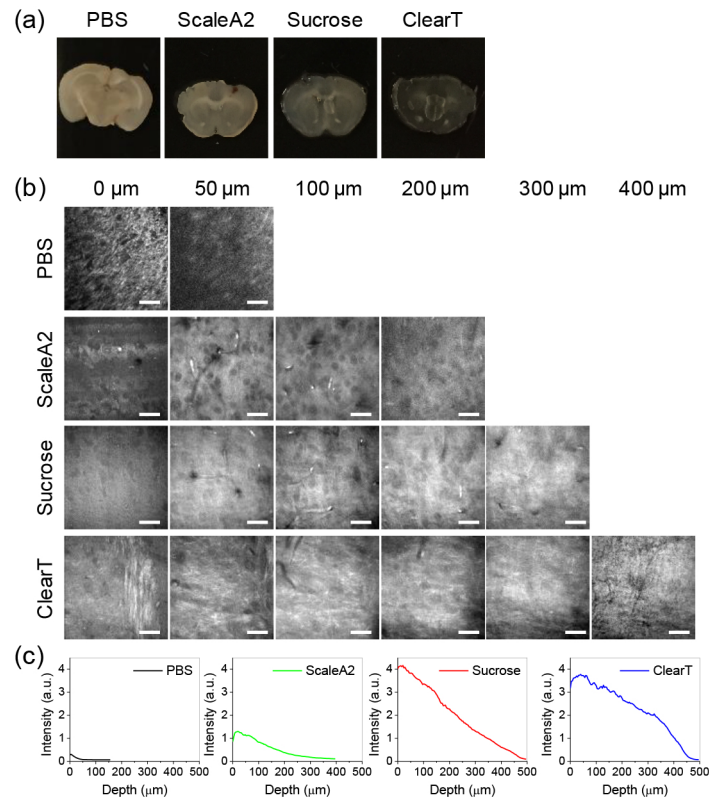 (a) PBS ScaleA2 Sucrose ClearT
(b) 0 µm 50 µm 100 µm 200 µm 300 µm 400 µm
PBS
ScaleA2
Sucrose
ClearT
(c)
Intensity (a.u.)
4
3
2
1
0
PBS
0 100 200 300 400 500
Depth (µm)
Intensity (a.u.)
4
3
2
1
0
ScaleA2
0 100 200 300 400 500
Depth (µm)
Intensity (a.u.)
4
3
2
1
0
Sucrose
0 100 200 300 400 500
Depth (µm)
Intensity (a.u.)
4
3
2
1
0
ClearT
0 100 200 300 400 500
Depth (µm)